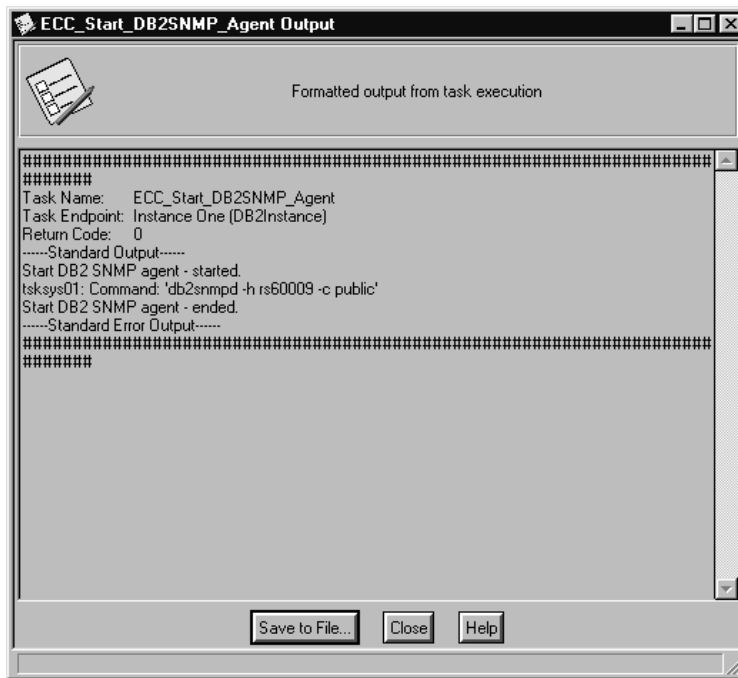 ECC_Start_DB2SNMP_Agent Output
Formatted output from task execution
#####################################################################
#######
Task Name: ECC_Start_DB2SNMP_Agent
Task Endpoint: Instance One (DB2Instance)
Return Code: 0
------Standard Output------
Start DB2 SNMP agent - started.
tsksys01: Command: 'db2snmpd -h rs60009 -c public'
Start DB2 SNMP agent - ended.
------Standard Error Output------
#####################################################################
#######
Save to File... Close Help